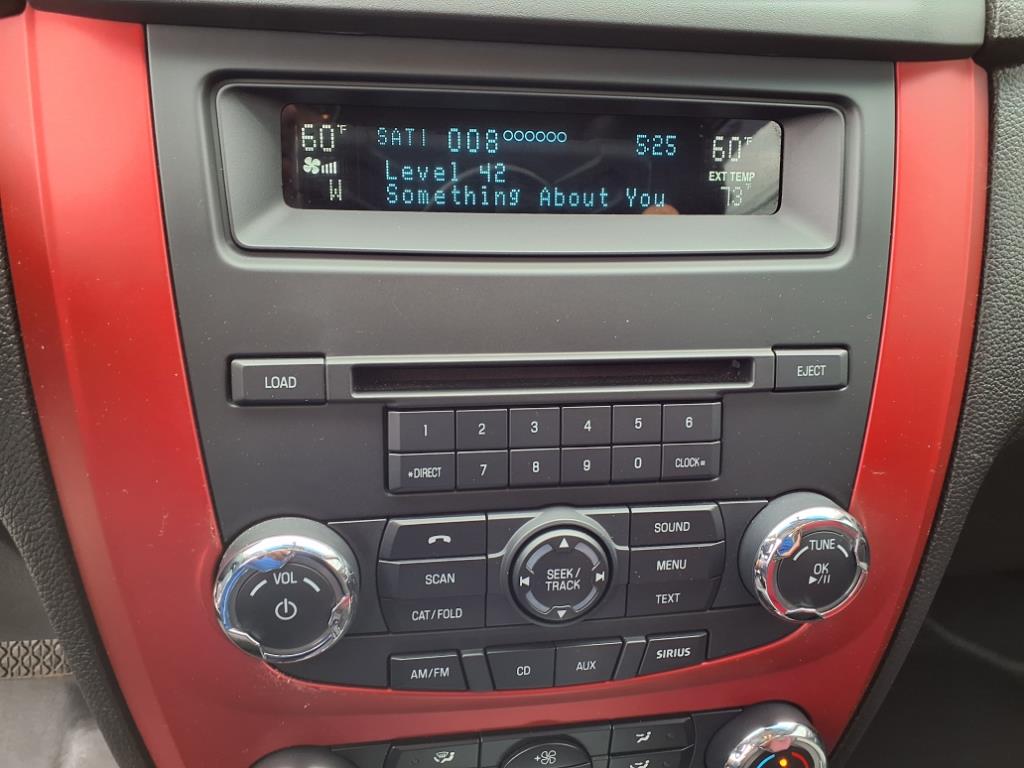 60°F SAT1 008 5:25 60°F
EXT TEMP
W Level 42 73°F
Something About You
LOAD EJECT
1 2 3 4 5 6
*DIRECT 7 8 9 0 CLOCK
VOL SCAN CAT/FOLD
SEEK/
TRACK
SOUND
MENU
TEXT
TUNE
OK
AM/FM CD AUX SIRIUS